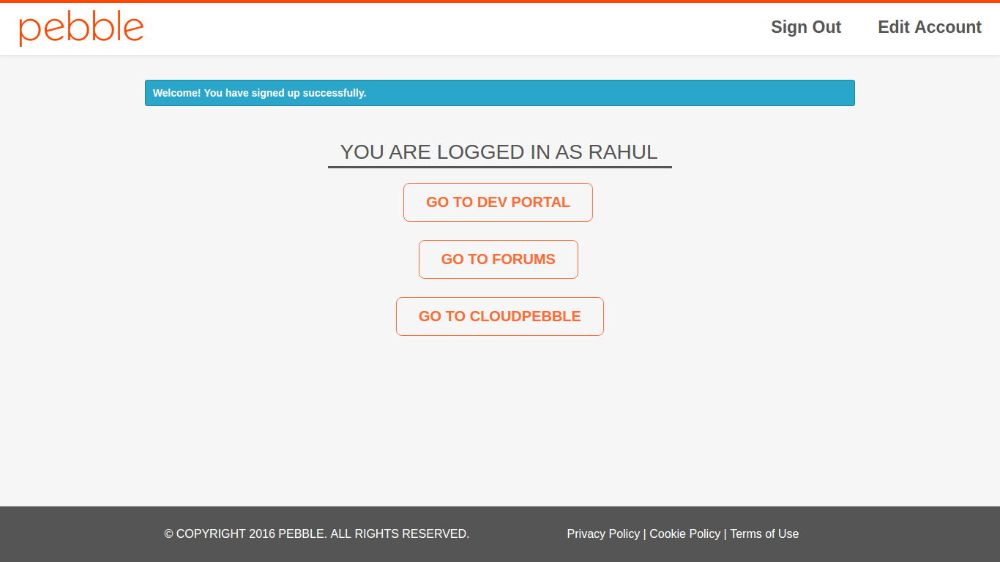 pebble
Sign Out Edit Account
Welcome! You have signed up successfully.
YOU ARE LOGGED IN AS RAHUL
GO TO DEV PORTAL
GO TO FORUMS
GO TO CLOUDPEBBLE
© COPYRIGHT 2016 PEBBLE. ALL RIGHTS RESERVED. Privacy Policy | Cookie Policy | Terms of Use